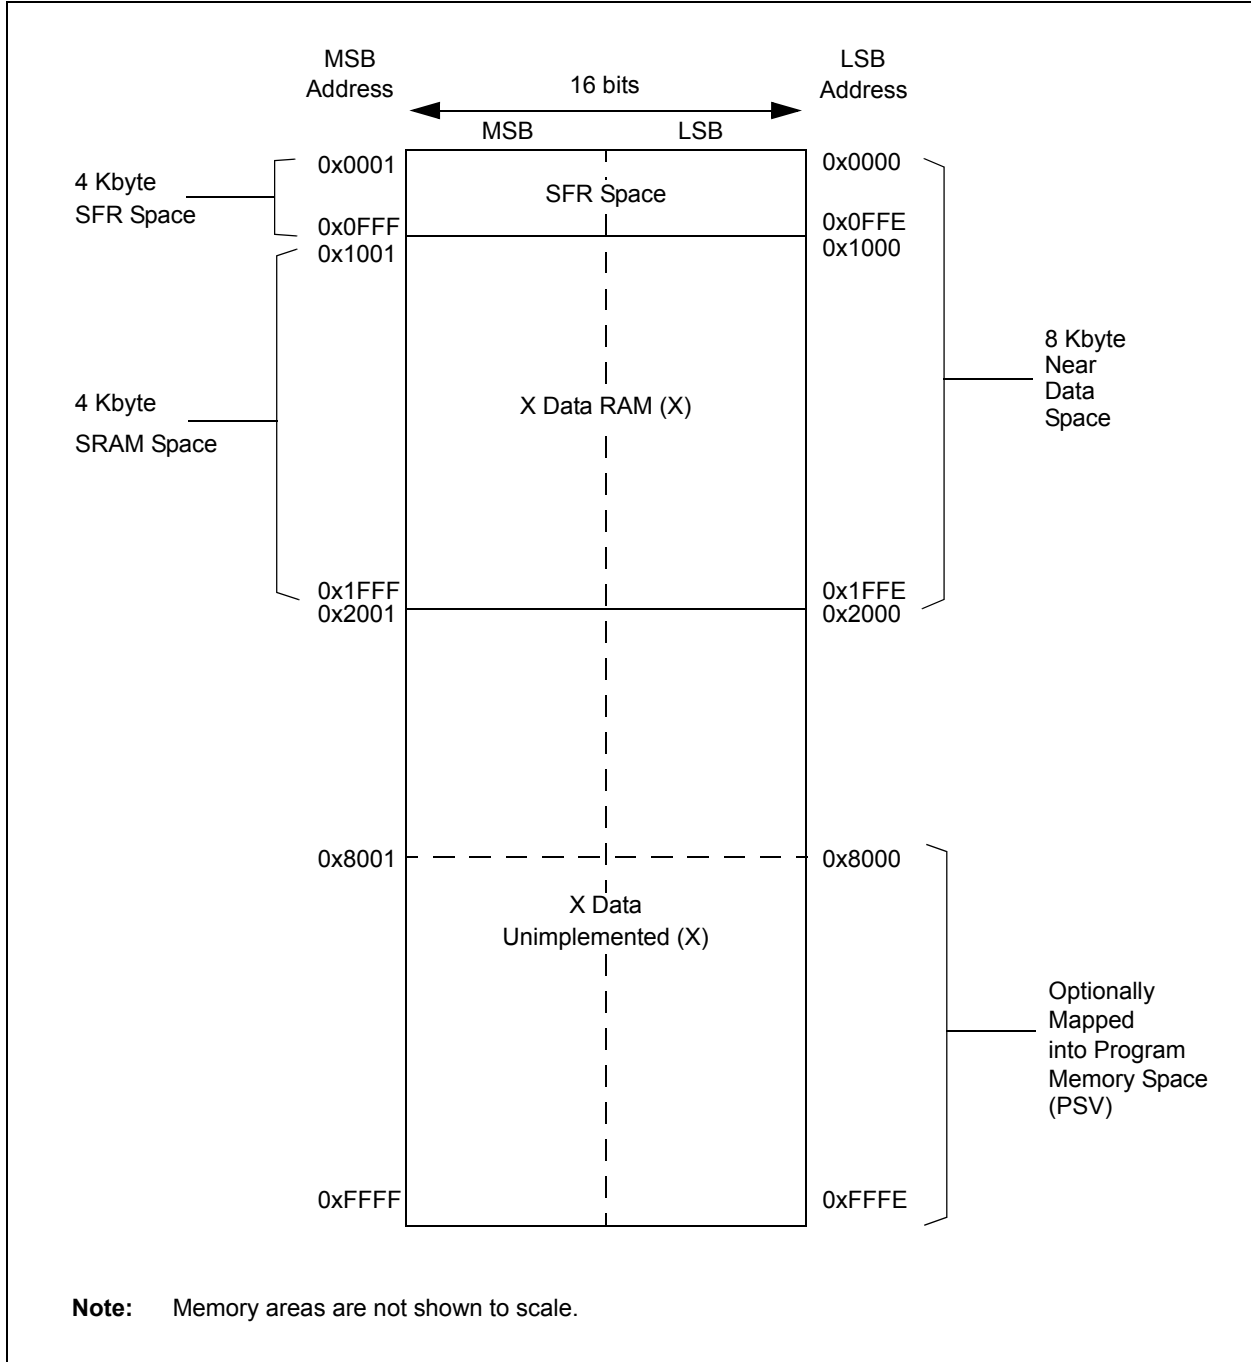 MSB
Address
16 bits
LSB
Address
MSB
LSB
4 Kbyte
SFR Space
0x0001
0x0FFF
0x1001
SFR Space
0x0000
0x0FFE
0x1000
4 Kbyte
SRAM Space
X Data RAM (X)
8 Kbyte
Near
Data
Space
0x1FFF
0x2001
0x1FFE
0x2000
0x8001
0x8000
X Data
Unimplemented (X)
Optionally
Mapped
into Program
Memory Space
(PSV)
0xFFFF
0xFFFE
Note: Memory areas are not shown to scale.